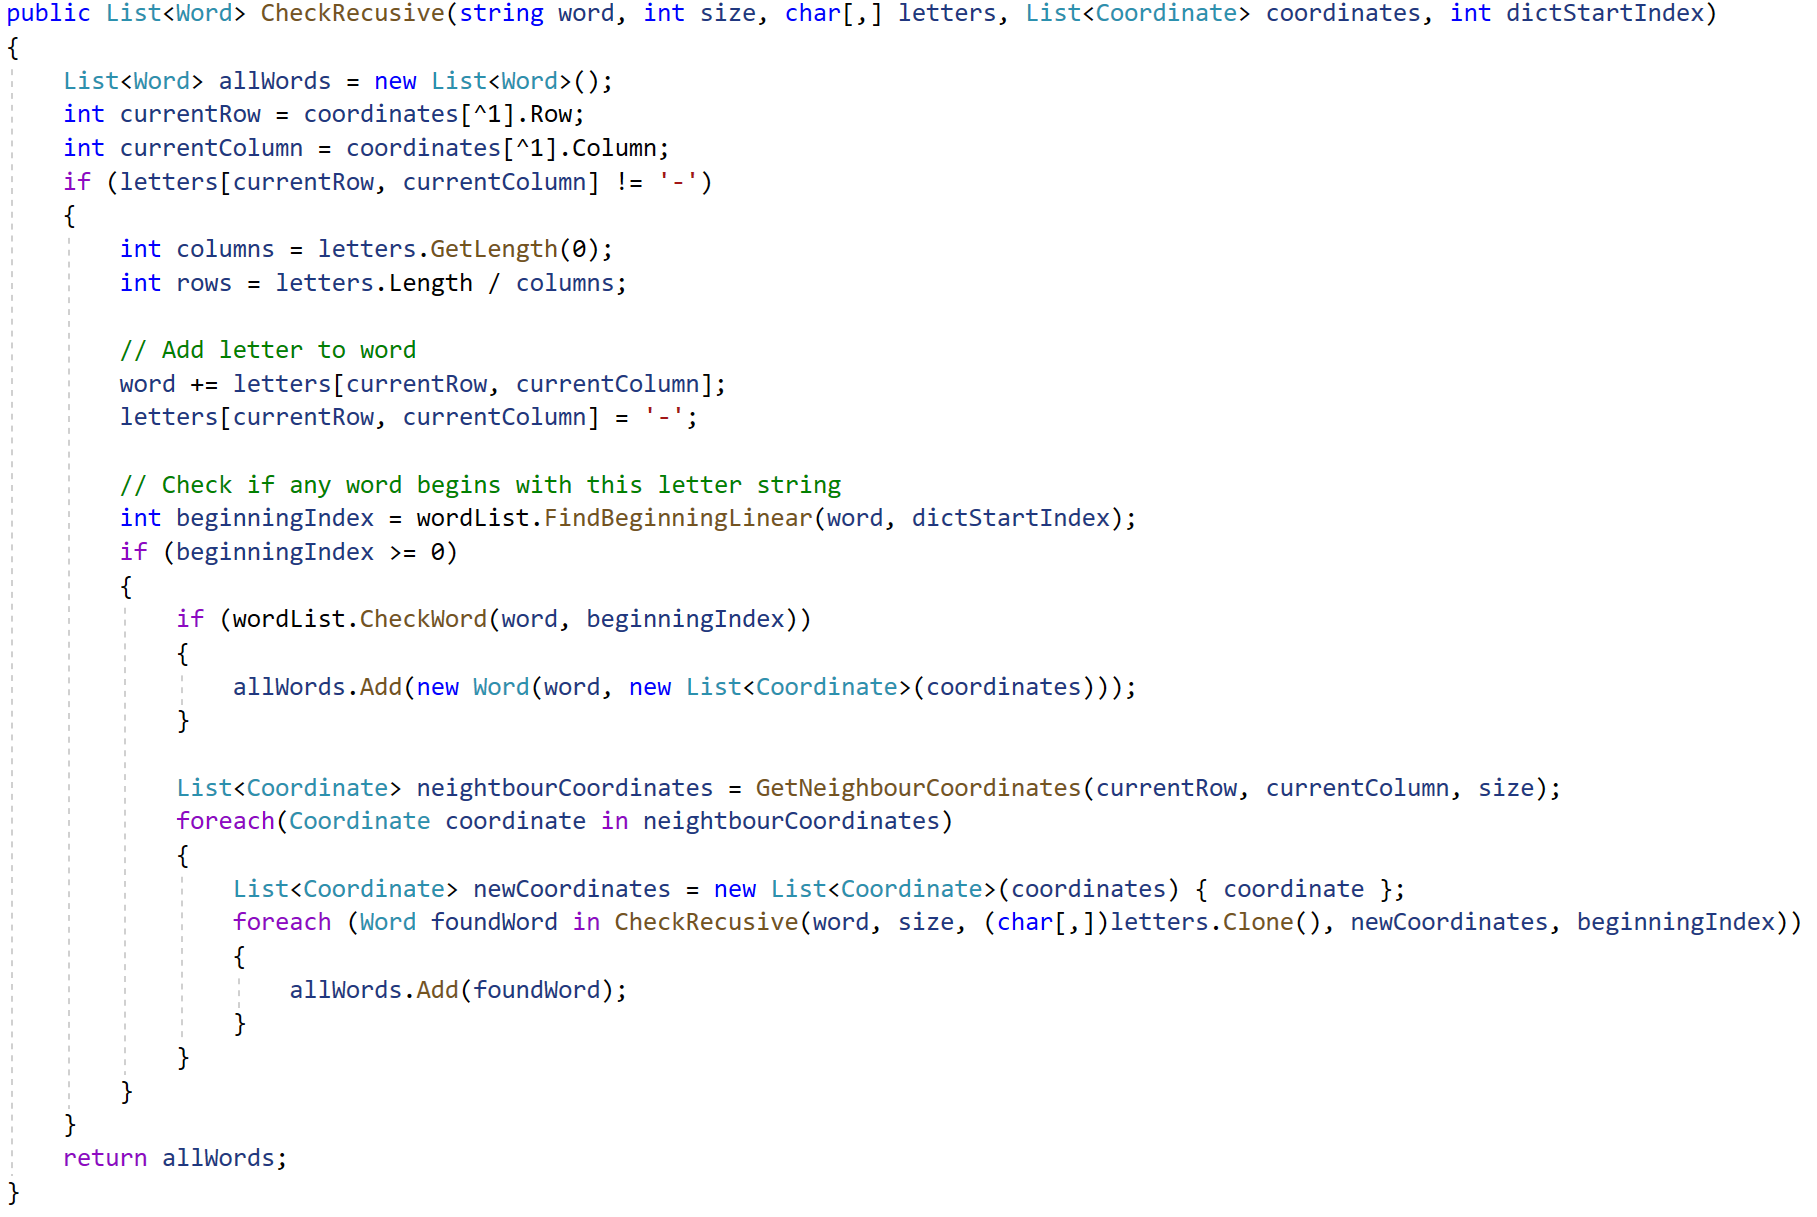 public List<Word> CheckRecusive(string word, int size, char[,] letters, List<Coordinate> coordinates, int dictStartIndex)
{
    List<Word> allWords = new List<Word>();
    int currentRow = coordinates[^1].Row;
    int currentColumn = coordinates[^1].Column;
    if (letters[currentRow, currentColumn] != '-')
    {
        int columns = letters.GetLength(0);
        int rows = letters.Length / columns;

        // Add letter to word
        word += letters[currentRow, currentColumn];
        letters[currentRow, currentColumn] = '-';

        // Check if any word begins with this letter string
        int beginningIndex = wordList.FindBeginningLinear(word, dictStartIndex);
        if (beginningIndex >= 0)
        {
            if (wordList.CheckWord(word, beginningIndex))
            {
                allWords.Add(new Word(word, new List<Coordinate>(coordinates)));
            }

            List<Coordinate> neightbourCoordinates = GetNeighbourCoordinates(currentRow, currentColumn, size);
            foreach(Coordinate coordinate in neightbourCoordinates)
            {
                List<Coordinate> newCoordinates = new List<Coordinate>(coordinates) { coordinate };
                foreach (Word foundWord in CheckRecusive(word, size, (char[,])letters.Clone(), newCoordinates, beginningIndex))
                {
                    allWords.Add(foundWord);
                }
            }
        }
    }
    return allWords;
}